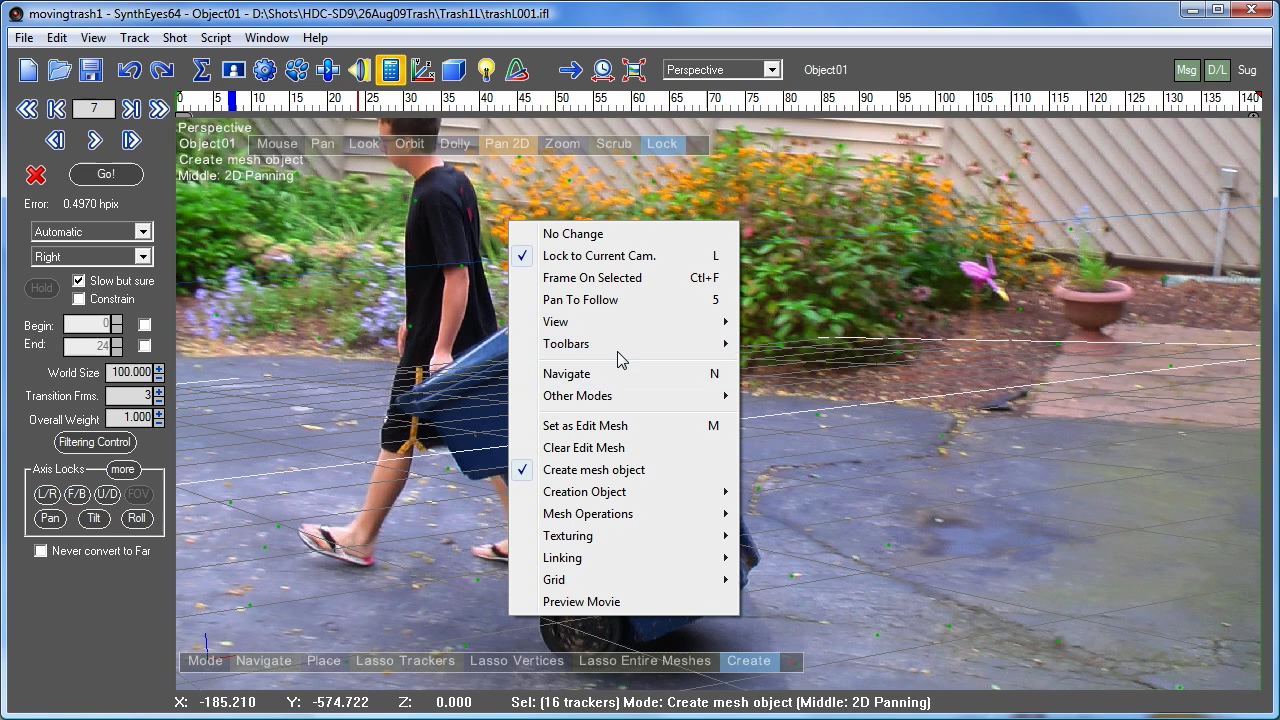 movingtrash1 - SynthEyes64 - Object01 - D:\Shots\HDC-SD9\26Aug09Trash\Trash1L\trashL001.ifl
File Edit View Track Shot Script Window Help
Perspective Object01 Msg D/L Sug
7
0 5 10 15 20 25 30 35 40 45 50 55 60 65 70 75 80 85 90 95 100 105 110 115 120 125 130 135 140
Perspective
Object01 Mouse Pan Look Orbit Dolly Pan 2D Zoom Scrub Lock
Create mesh object
Middle: 2D Panning
Go!
Error: 0.4970 hpix
Automatic
Right
Hold Slow but sure
Constrain
Begin: 0
End: 24
World Size 100.000
Transition Frms. 3
Overall Weight 1.000
Filtering Control
Axis Locks more
L/R F/B U/D FOV
Pan Tilt Roll
Never convert to Far
No Change
Lock to Current Cam. L
Frame On Selected Ctl+F
Pan To Follow 5
View
Toolbars
Navigate N
Other Modes
Set as Edit Mesh M
Clear Edit Mesh
Create mesh object
Creation Object
Mesh Operations
Texturing
Linking
Grid
Preview Movie
Mode Navigate Place Lasso Trackers Lasso Vertices Lasso Entire Meshes Create
X: -185.210 Y: -574.722 Z: 0.000 Sel: (16 trackers) Mode: Create mesh object (Middle: 2D Panning)